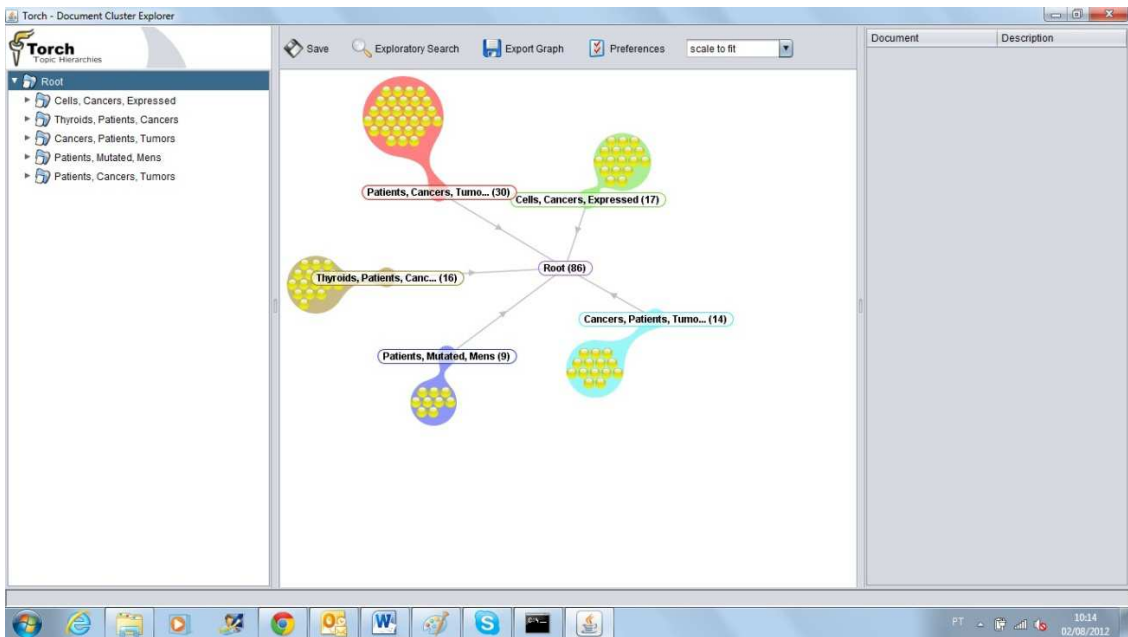 Torch - Document Cluster Explorer
Torch
Topic Hierarchies
Save
Exploratory Search
Export Graph
Preferences
scale to fit
Document
Description
Root
Cells, Cancers, Expressed
Thyroids, Patients, Cancers
Cancers, Patients, Tumors
Patients, Mutated, Mens
Patients, Cancers, Tumors
Patients, Cancers, Tumo... (30)
Cells, Cancers, Expressed (17)
Root (86)
Thyroids, Patients, Canc... (16)
Cancers, Patients, Tumo... (14)
Patients, Mutated, Mens (9)
PT
10:14
02/08/2012